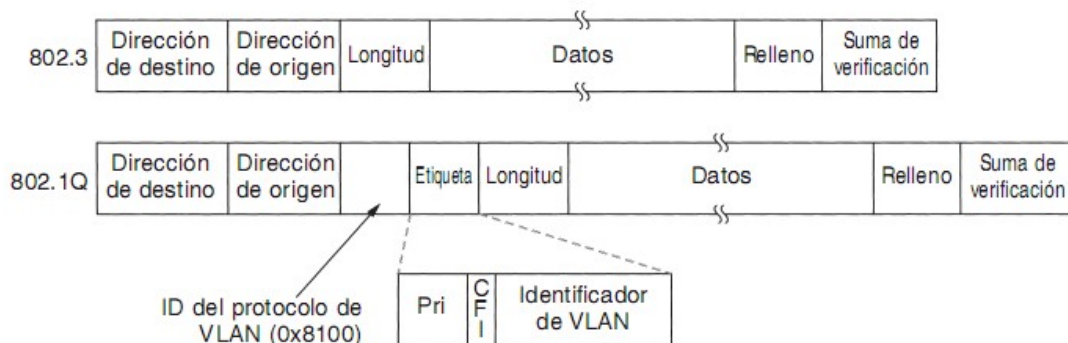 802.3
Dirección de destino
Dirección de origen
Longitud
Datos
Relleno
Suma de verificación
802.1Q
Dirección de destino
Dirección de origen
Etiqueta
Longitud
Datos
Relleno
Suma de verificación
ID del protocolo de
VLAN (0x8100)
Pri
CFI
Identificador
de VLAN